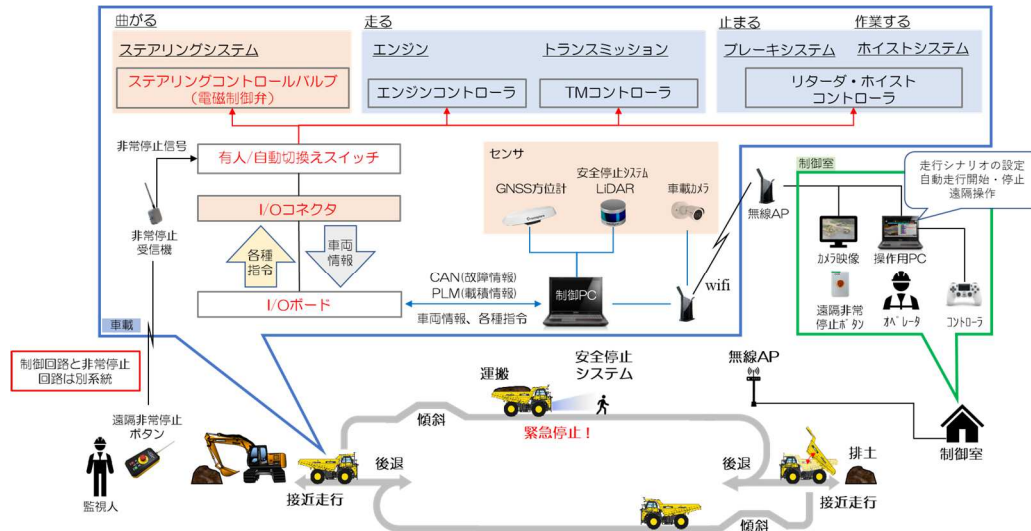 曲がる
走る
止まる
作業する
ステアリングシステム
エンジン
トランスミッション
ブレーキシステム
ホイストシステム
ステアリングコントロールバルブ
(電磁制御弁)
エンジンコントローラ
TMコントローラ
リターダ・ホイスト
コントローラ
非常停止信号
有人/自動切換えスイッチ
センサ
GNSS方位計
安全停止システム
LiDAR
車載カメラ
無線AP
制御室
走行シナリオの設定
自動走行開始・停止
遠隔操作
I/Oコネクタ
非常停止
受信機
各種
指令
車両
情報
カメラ映像
操作用PC
I/Oボード
CAN(故障情報)
PLM(載積情報)
車両情報、各種指令
制御PC
wifi
遠隔非常
停止ボタン
オペレータ
コントローラ
車載
制御回路と非常停止
回路は別系統
運搬
安全停止
システム
無線AP
傾斜
緊急停止！
遠隔非常停止
ボタン
監視人
後退
接近走行
後退
排土
接近走行
制御室
傾斜